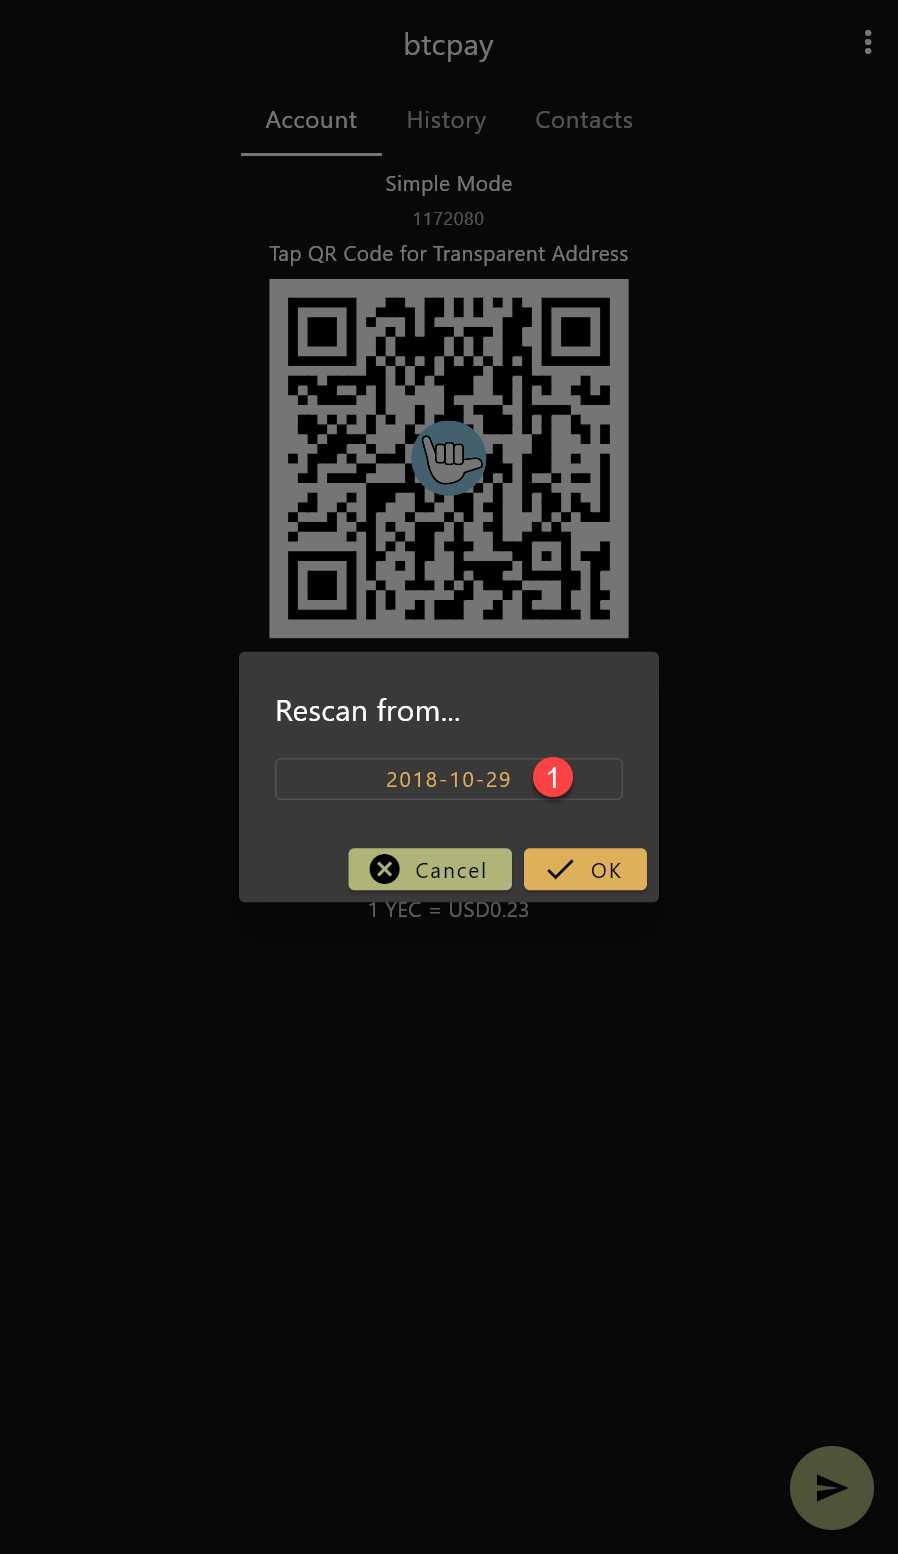 btcpay
Account History Contacts
Simple Mode
1172080
Tap QR Code for Transparent Address
Rescan from...
2018-10-29 1
Cancel OK
1 YEC = USD0.23